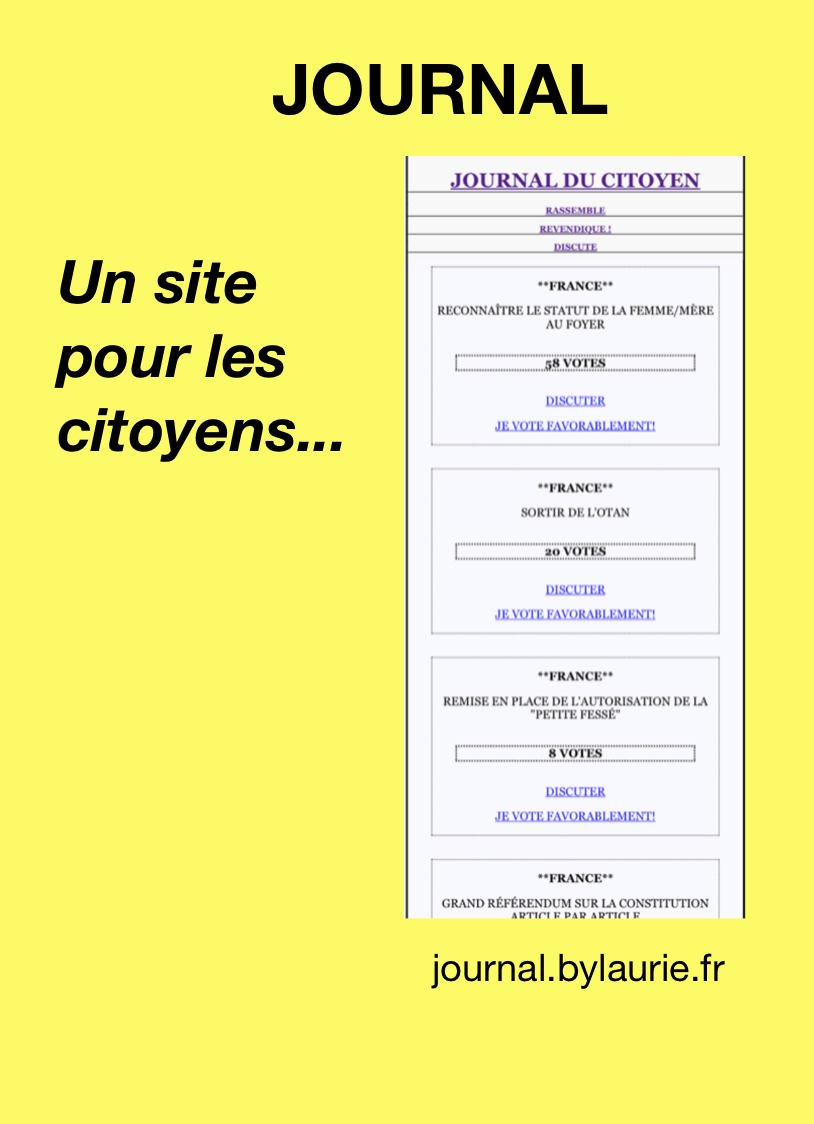 JOURNAL
Un site
pour les
citoyens...
JOURNAL DU CITOYEN
RASSEMBLE
REVENDIQUE !
DISCUTE
**FRANCE**
RECONNAÎTRE LE STATUT DE LA FEMME/MÈRE
AU FOYER
58 VOTES
DISCUTER
JE VOTE FAVORABLEMENT!
**FRANCE**
SORTIR DE L'OTAN
20 VOTES
DISCUTER
JE VOTE FAVORABLEMENT!
**FRANCE**
REMISE EN PLACE DE L'AUTORISATION DE LA
"PETITE FESSÉ"
8 VOTES
DISCUTER
JE VOTE FAVORABLEMENT!
**FRANCE**
GRAND RÉFÉRENDUM SUR LA CONSTITUTION
ARTICLE PAR ARTICLE
journal.bylaurie.fr